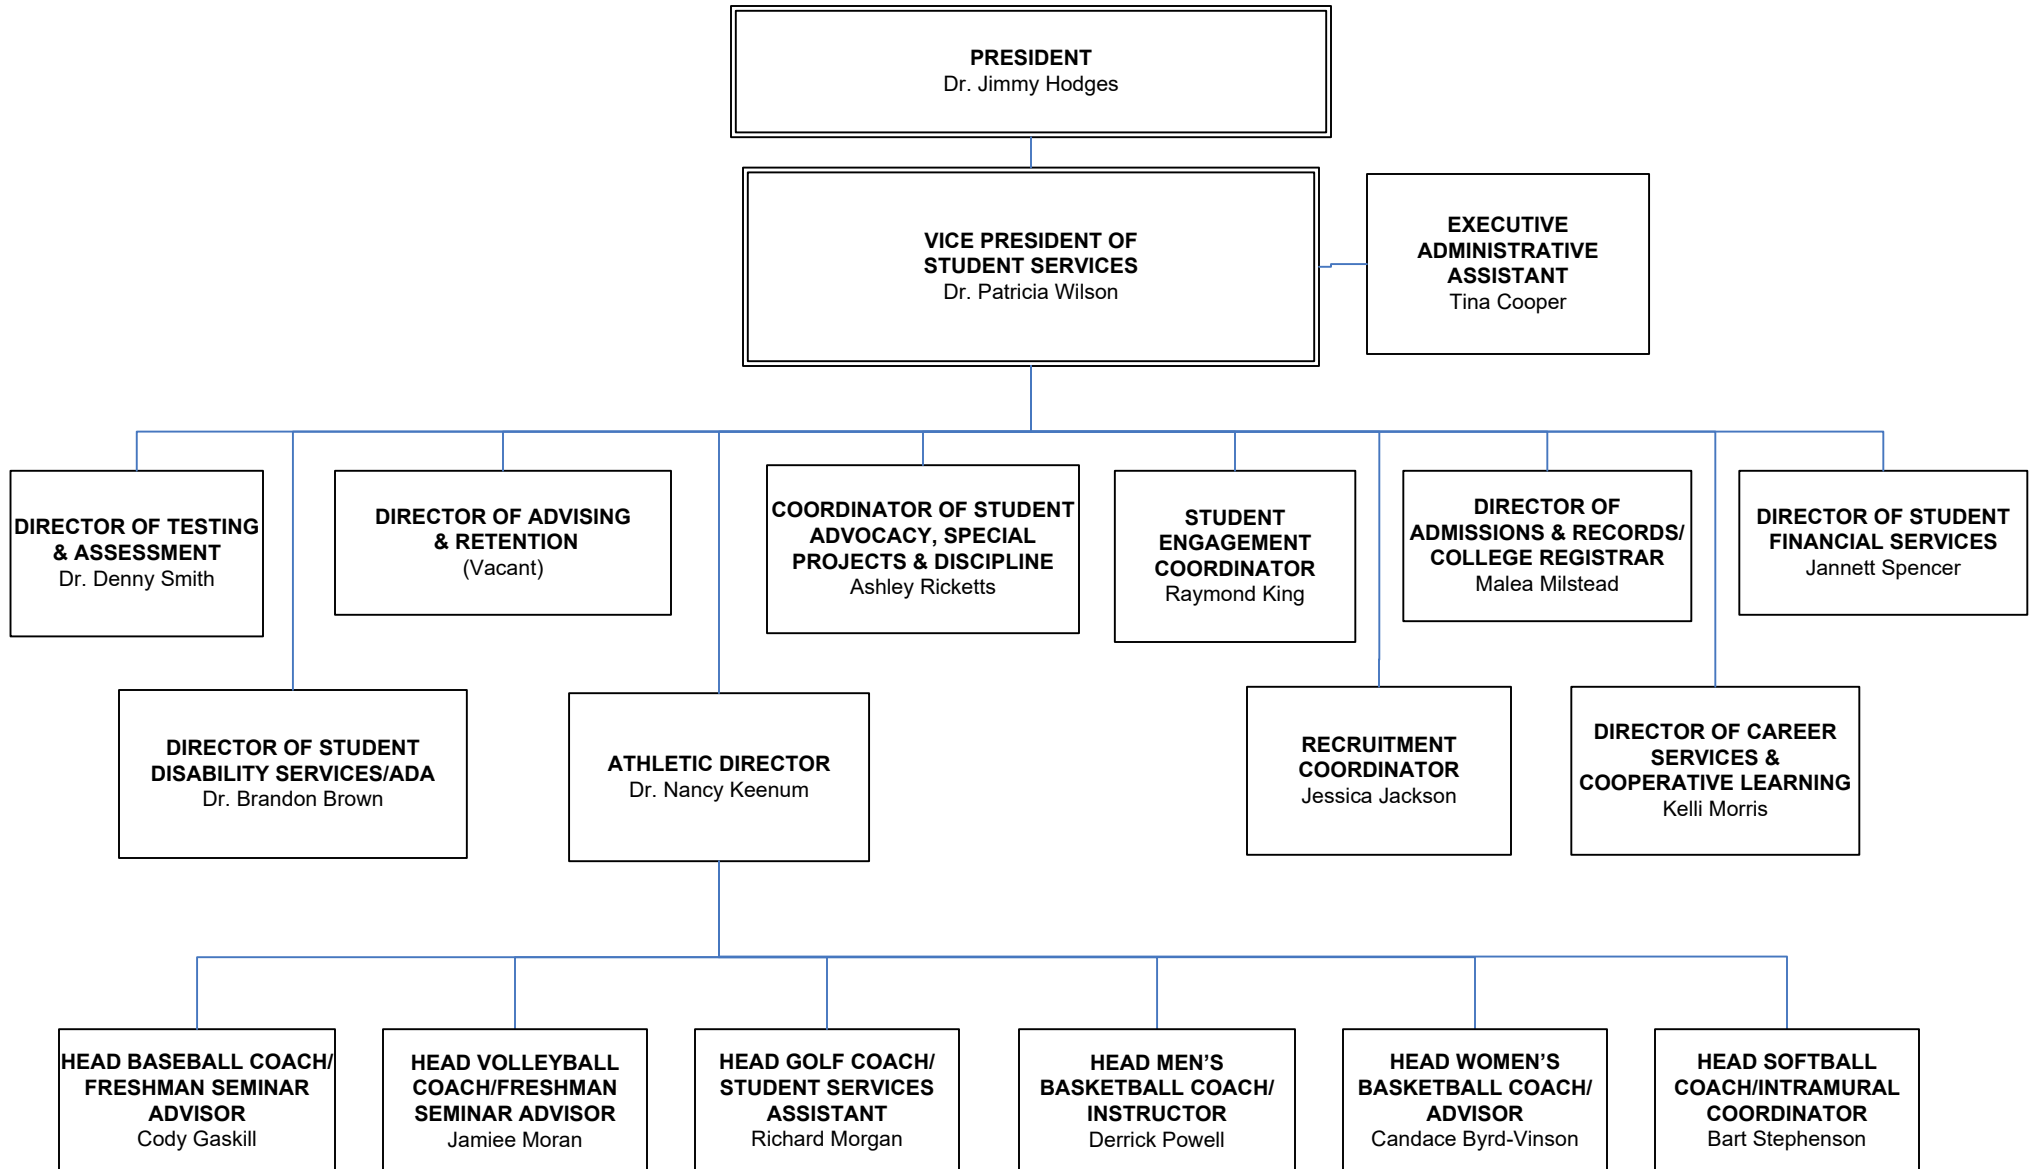 PRESIDENT
Dr. Jimmy Hodges
VICE PRESIDENT OF
STUDENT SERVICES
Dr. Patricia Wilson
EXECUTIVE
ADMINISTRATIVE
ASSISTANT
Tina Cooper
DIRECTOR OF TESTING
& ASSESSMENT
Dr. Denny Smith
DIRECTOR OF ADVISING
& RETENTION
(Vacant)
COORDINATOR OF STUDENT
ADVOCACY, SPECIAL
PROJECTS & DISCIPLINE
Ashley Ricketts
STUDENT
ENGAGEMENT
COORDINATOR
Raymond King
DIRECTOR OF
ADMISSIONS & RECORDS/
COLLEGE REGISTRAR
Malea Milstead
DIRECTOR OF STUDENT
FINANCIAL SERVICES
Jannett Spencer
DIRECTOR OF STUDENT
DISABILITY SERVICES/ADA
Dr. Brandon Brown
ATHLETIC DIRECTOR
Dr. Nancy Keenum
RECRUITMENT
COORDINATOR
Jessica Jackson
DIRECTOR OF CAREER
SERVICES &
COOPERATIVE LEARNING
Kelli Morris
HEAD BASEBALL COACH/
FRESHMAN SEMINAR
ADVISOR
Cody Gaskill
HEAD VOLLEYBALL
COACH/FRESHMAN
SEMINAR ADVISOR
Jamiee Moran
HEAD GOLF COACH/
STUDENT SERVICES
ASSISTANT
Richard Morgan
HEAD MEN’S
BASKETBALL COACH/
INSTRUCTOR
Derrick Powell
HEAD WOMEN’S
BASKETBALL COACH/
ADVISOR
Candace Byrd-Vinson
HEAD SOFTBALL
COACH/INTRAMURAL
COORDINATOR
Bart Stephenson